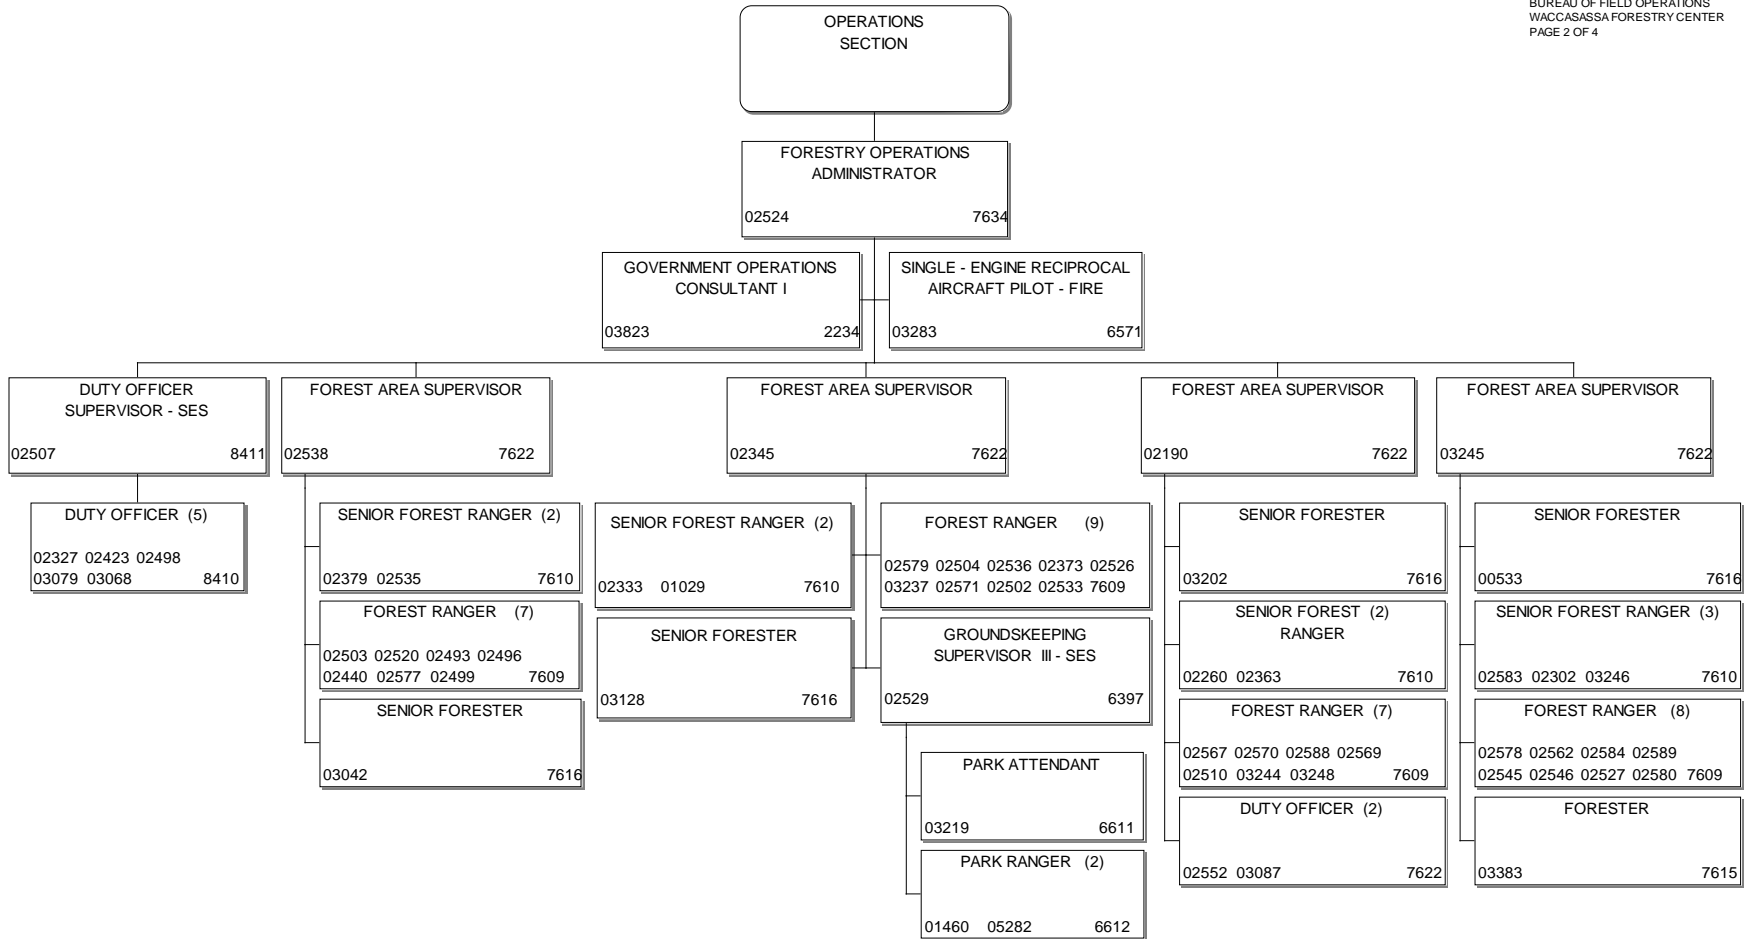 BUREAU OF FIELD OPERATIONS
WACCASASSA FORESTRY CENTER
PAGE 2 OF 4
OPERATIONS
SECTION
FORESTRY OPERATIONS
ADMINISTRATOR
02524 7634
GOVERNMENT OPERATIONS
CONSULTANT I
03823 2234
SINGLE - ENGINE RECIPROCAL
AIRCRAFT PILOT - FIRE
03283 6571
DUTY OFFICER
SUPERVISOR - SES
02507 8411
DUTY OFFICER (5)
02327 02423 02498
03079 03068 8410
FOREST AREA SUPERVISOR
02538 7622
SENIOR FOREST RANGER (2)
02379 02535 7610
FOREST RANGER (7)
02503 02520 02493 02496
02440 02577 02499 7609
SENIOR FORESTER
03042 7616
FOREST AREA SUPERVISOR
02345 7622
SENIOR FOREST RANGER (2)
02333 01029 7610
SENIOR FORESTER
03128 7616
FOREST RANGER (9)
02579 02504 02536 02373 02526
03237 02571 02502 02533 7609
GROUNDSKEEPING
SUPERVISOR III - SES
02529 6397
PARK ATTENDANT
03219 6611
PARK RANGER (2)
01460 05282 6612
FOREST AREA SUPERVISOR
02190 7622
SENIOR FORESTER
03202 7616
SENIOR FOREST (2)
RANGER
02260 02363 7610
FOREST RANGER (7)
02567 02570 02588 02569
02510 03244 03248 7609
DUTY OFFICER (2)
02552 03087 7622
FOREST AREA SUPERVISOR
03245 7622
SENIOR FORESTER
00533 7616
SENIOR FOREST RANGER (3)
02583 02302 03246 7610
FOREST RANGER (8)
02578 02562 02584 02589
02545 02546 02527 02580 7609
FORESTER
03383 7615